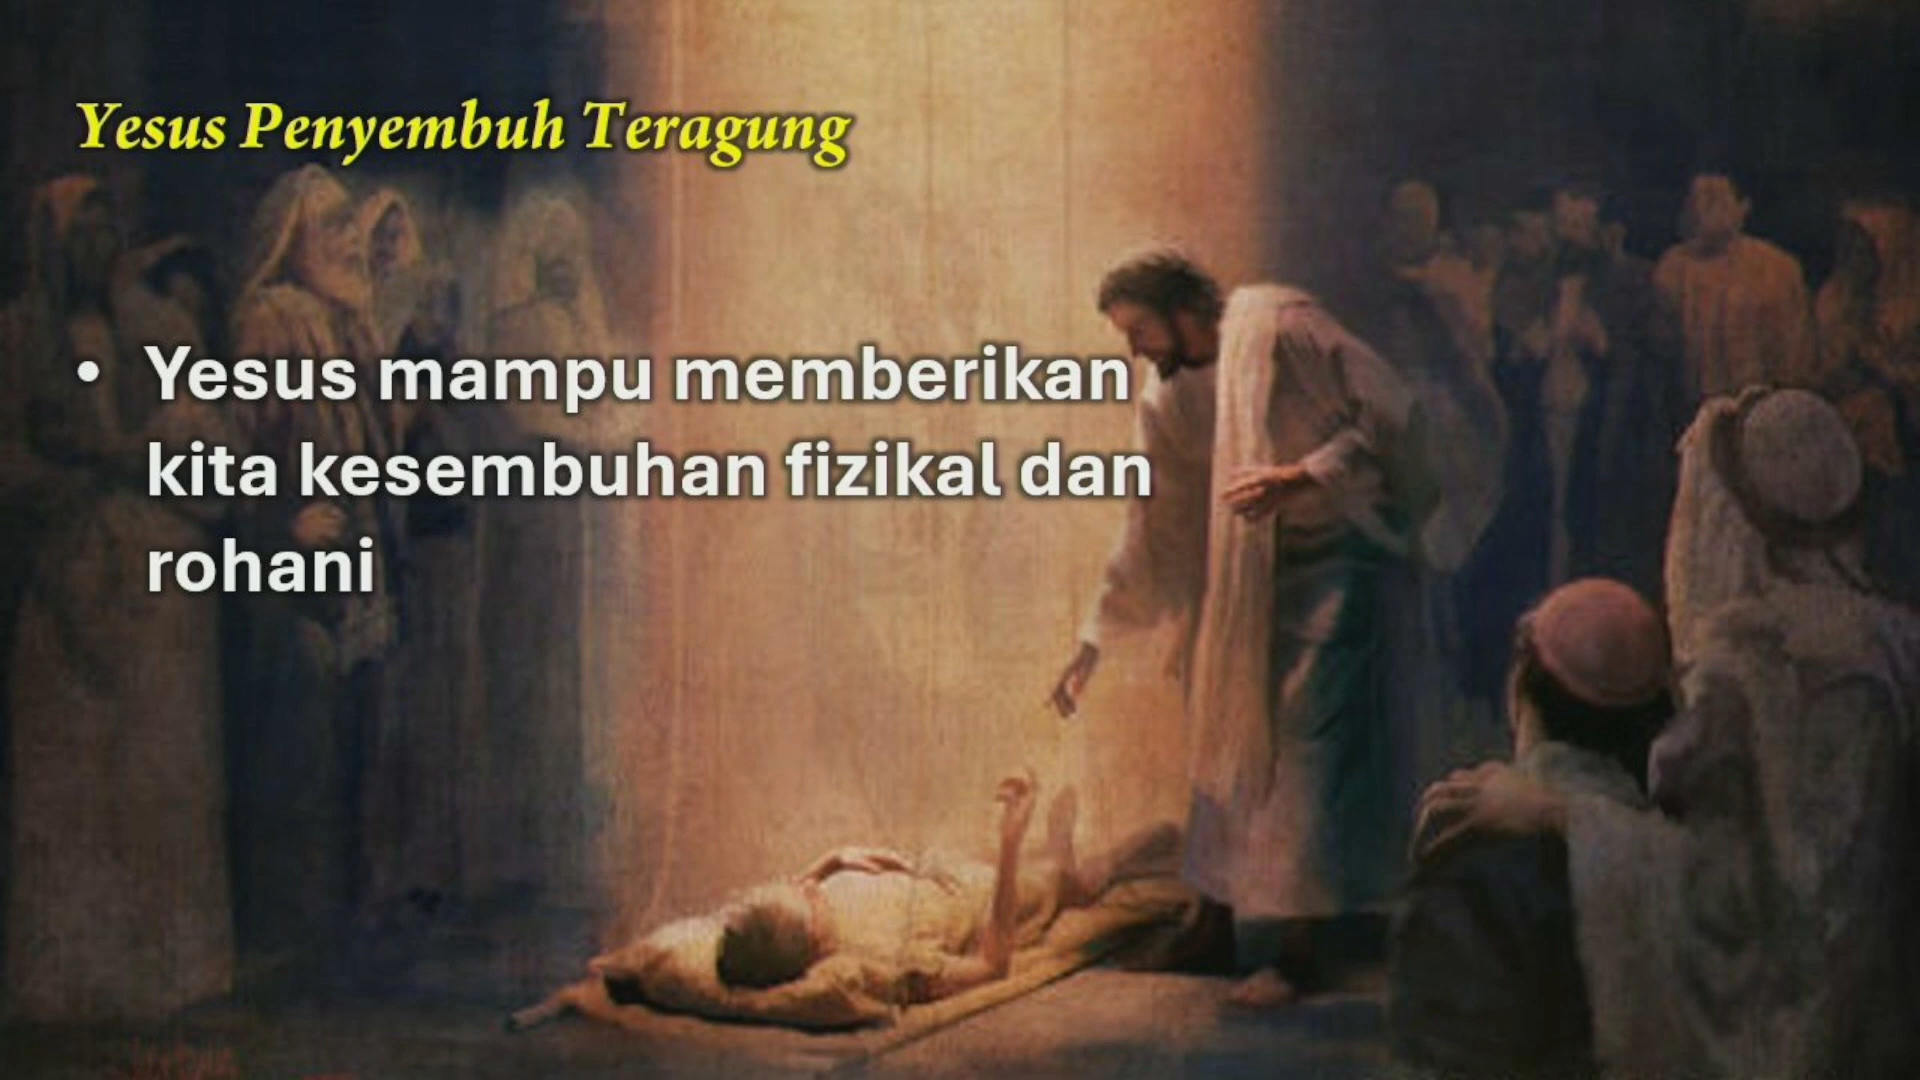 Yesus Penyembuh Teragung
• Yesus mampu memberikan
kita kesembuhan fizikal dan
rohani